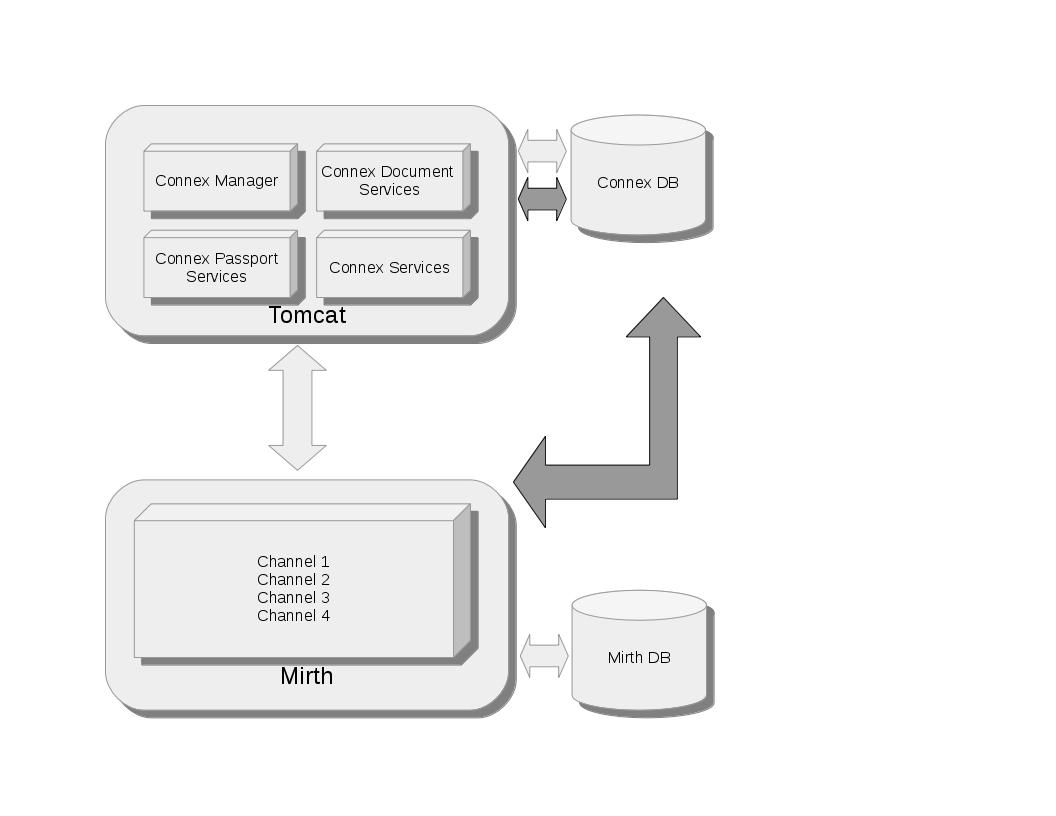 Connex Manager
Connex Document
Services
Connex Passport
Services
Connex Services
Tomcat
Connex DB
Channel 1
Channel 2
Channel 3
Channel 4
Mirth
Mirth DB